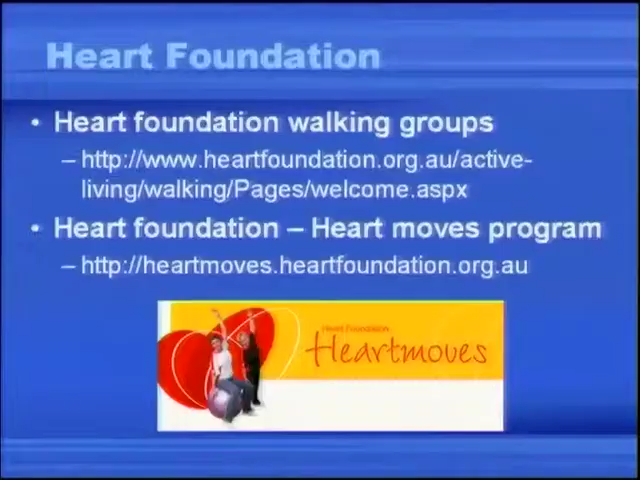 Heart Foundation
• Heart foundation walking groups
– http://www.heartfoundation.org.au/active-
living/walking/Pages/welcome.aspx
• Heart foundation – Heart moves program
– http://heartmoves.heartfoundation.org.au
Heart Foundation
Heartmoves